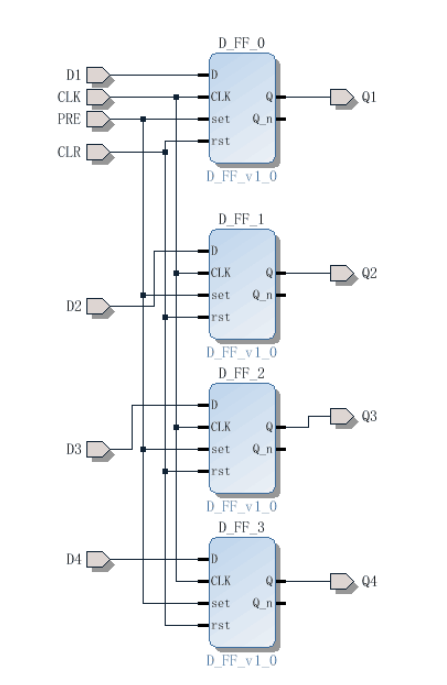 D_FF_0
D1 D
CLK CLK Q Q1
PRE set Q_n
CLR rst
D_FF_v1_0
D_FF_1
D
CLK Q Q2
D2 set Q_n
rst
D_FF_v1_0
D_FF_2
D
CLK Q Q3
D3 set Q_n
rst
D_FF_v1_0
D_FF_3
D4 D
CLK Q Q4
set Q_n
rst
D_FF_v1_0